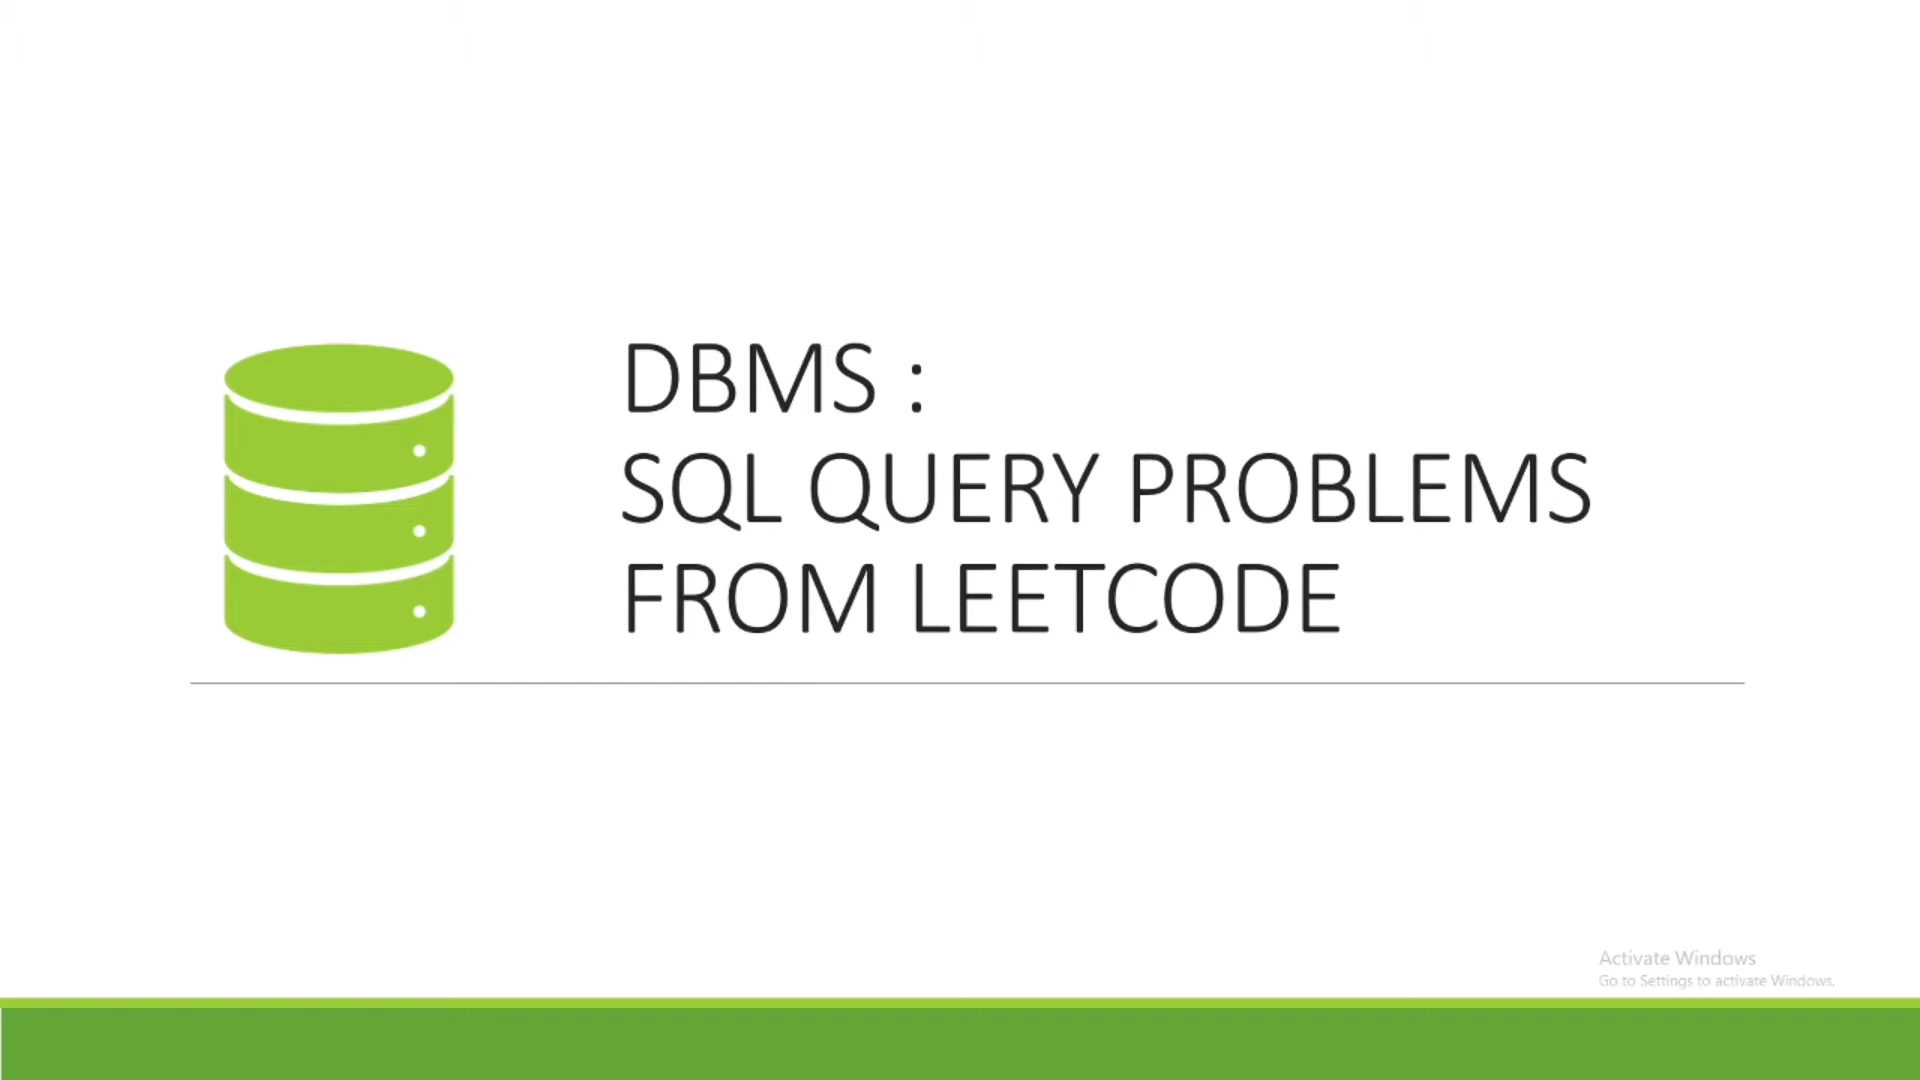 DBMS :
SQL QUERY PROBLEMS
FROM LEETCODE
Activate Windows
Go to Settings to activate Windows.